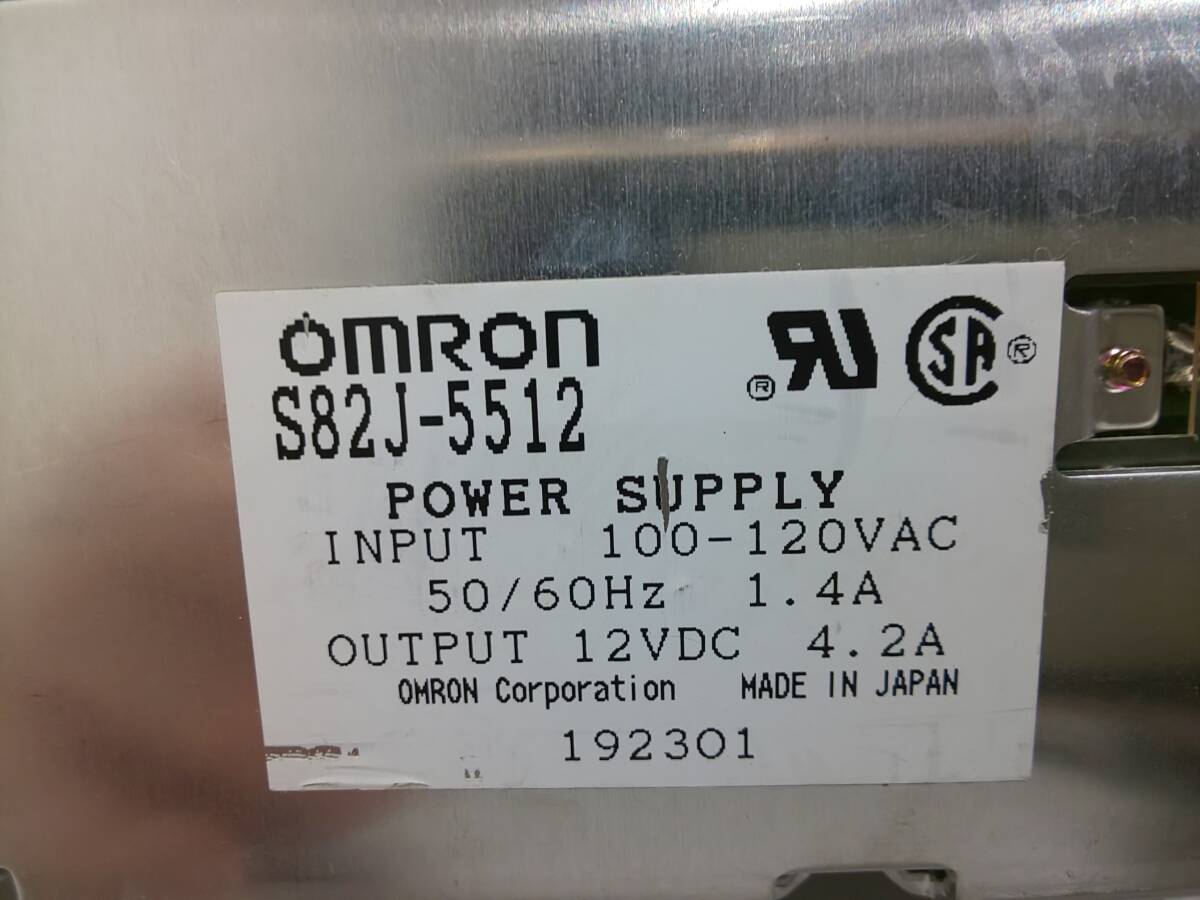 OMRON
S82J-5512
POWER SUPPLY
INPUT 100-120VAC
50/60Hz 1.4A
OUTPUT 12VDC 4.2A
OMRON Corporation MADE IN JAPAN
192301